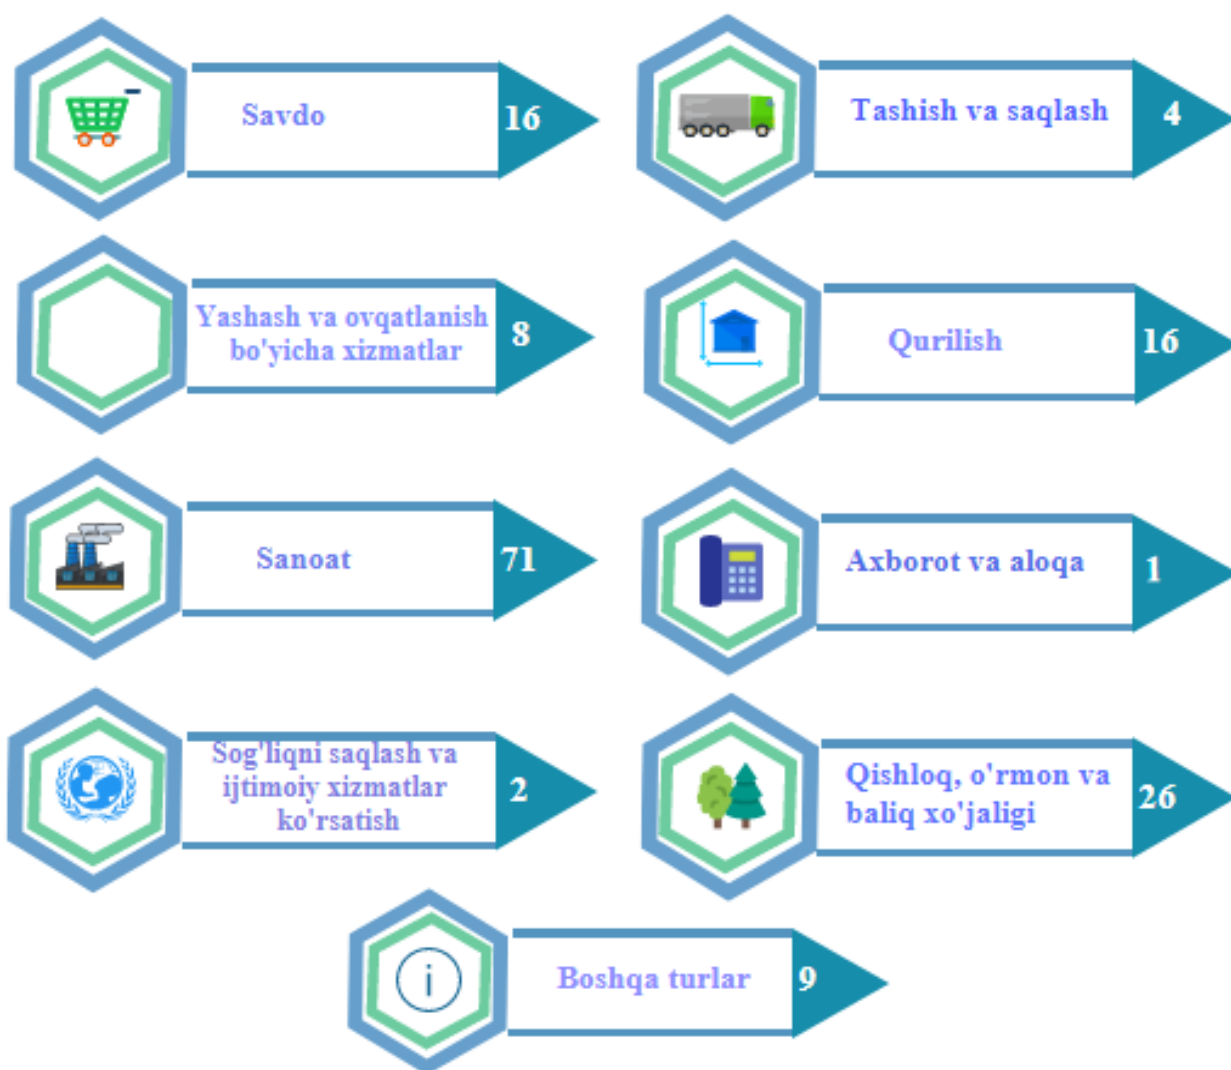 Savdo
16
Tashish va saqlash
4
Yashash va ovqatlanish
bo'yicha xizmatlar
8
Qurilish
16
Sanoat
71
Axborot va aloqa
1
Sog'liqni saqlash va
ijtimoiy xizmatlar
ko'rsatish
2
Qishloq, o'rmon va
baliq xo'jaligi
26
i
Boshqa turlar
9